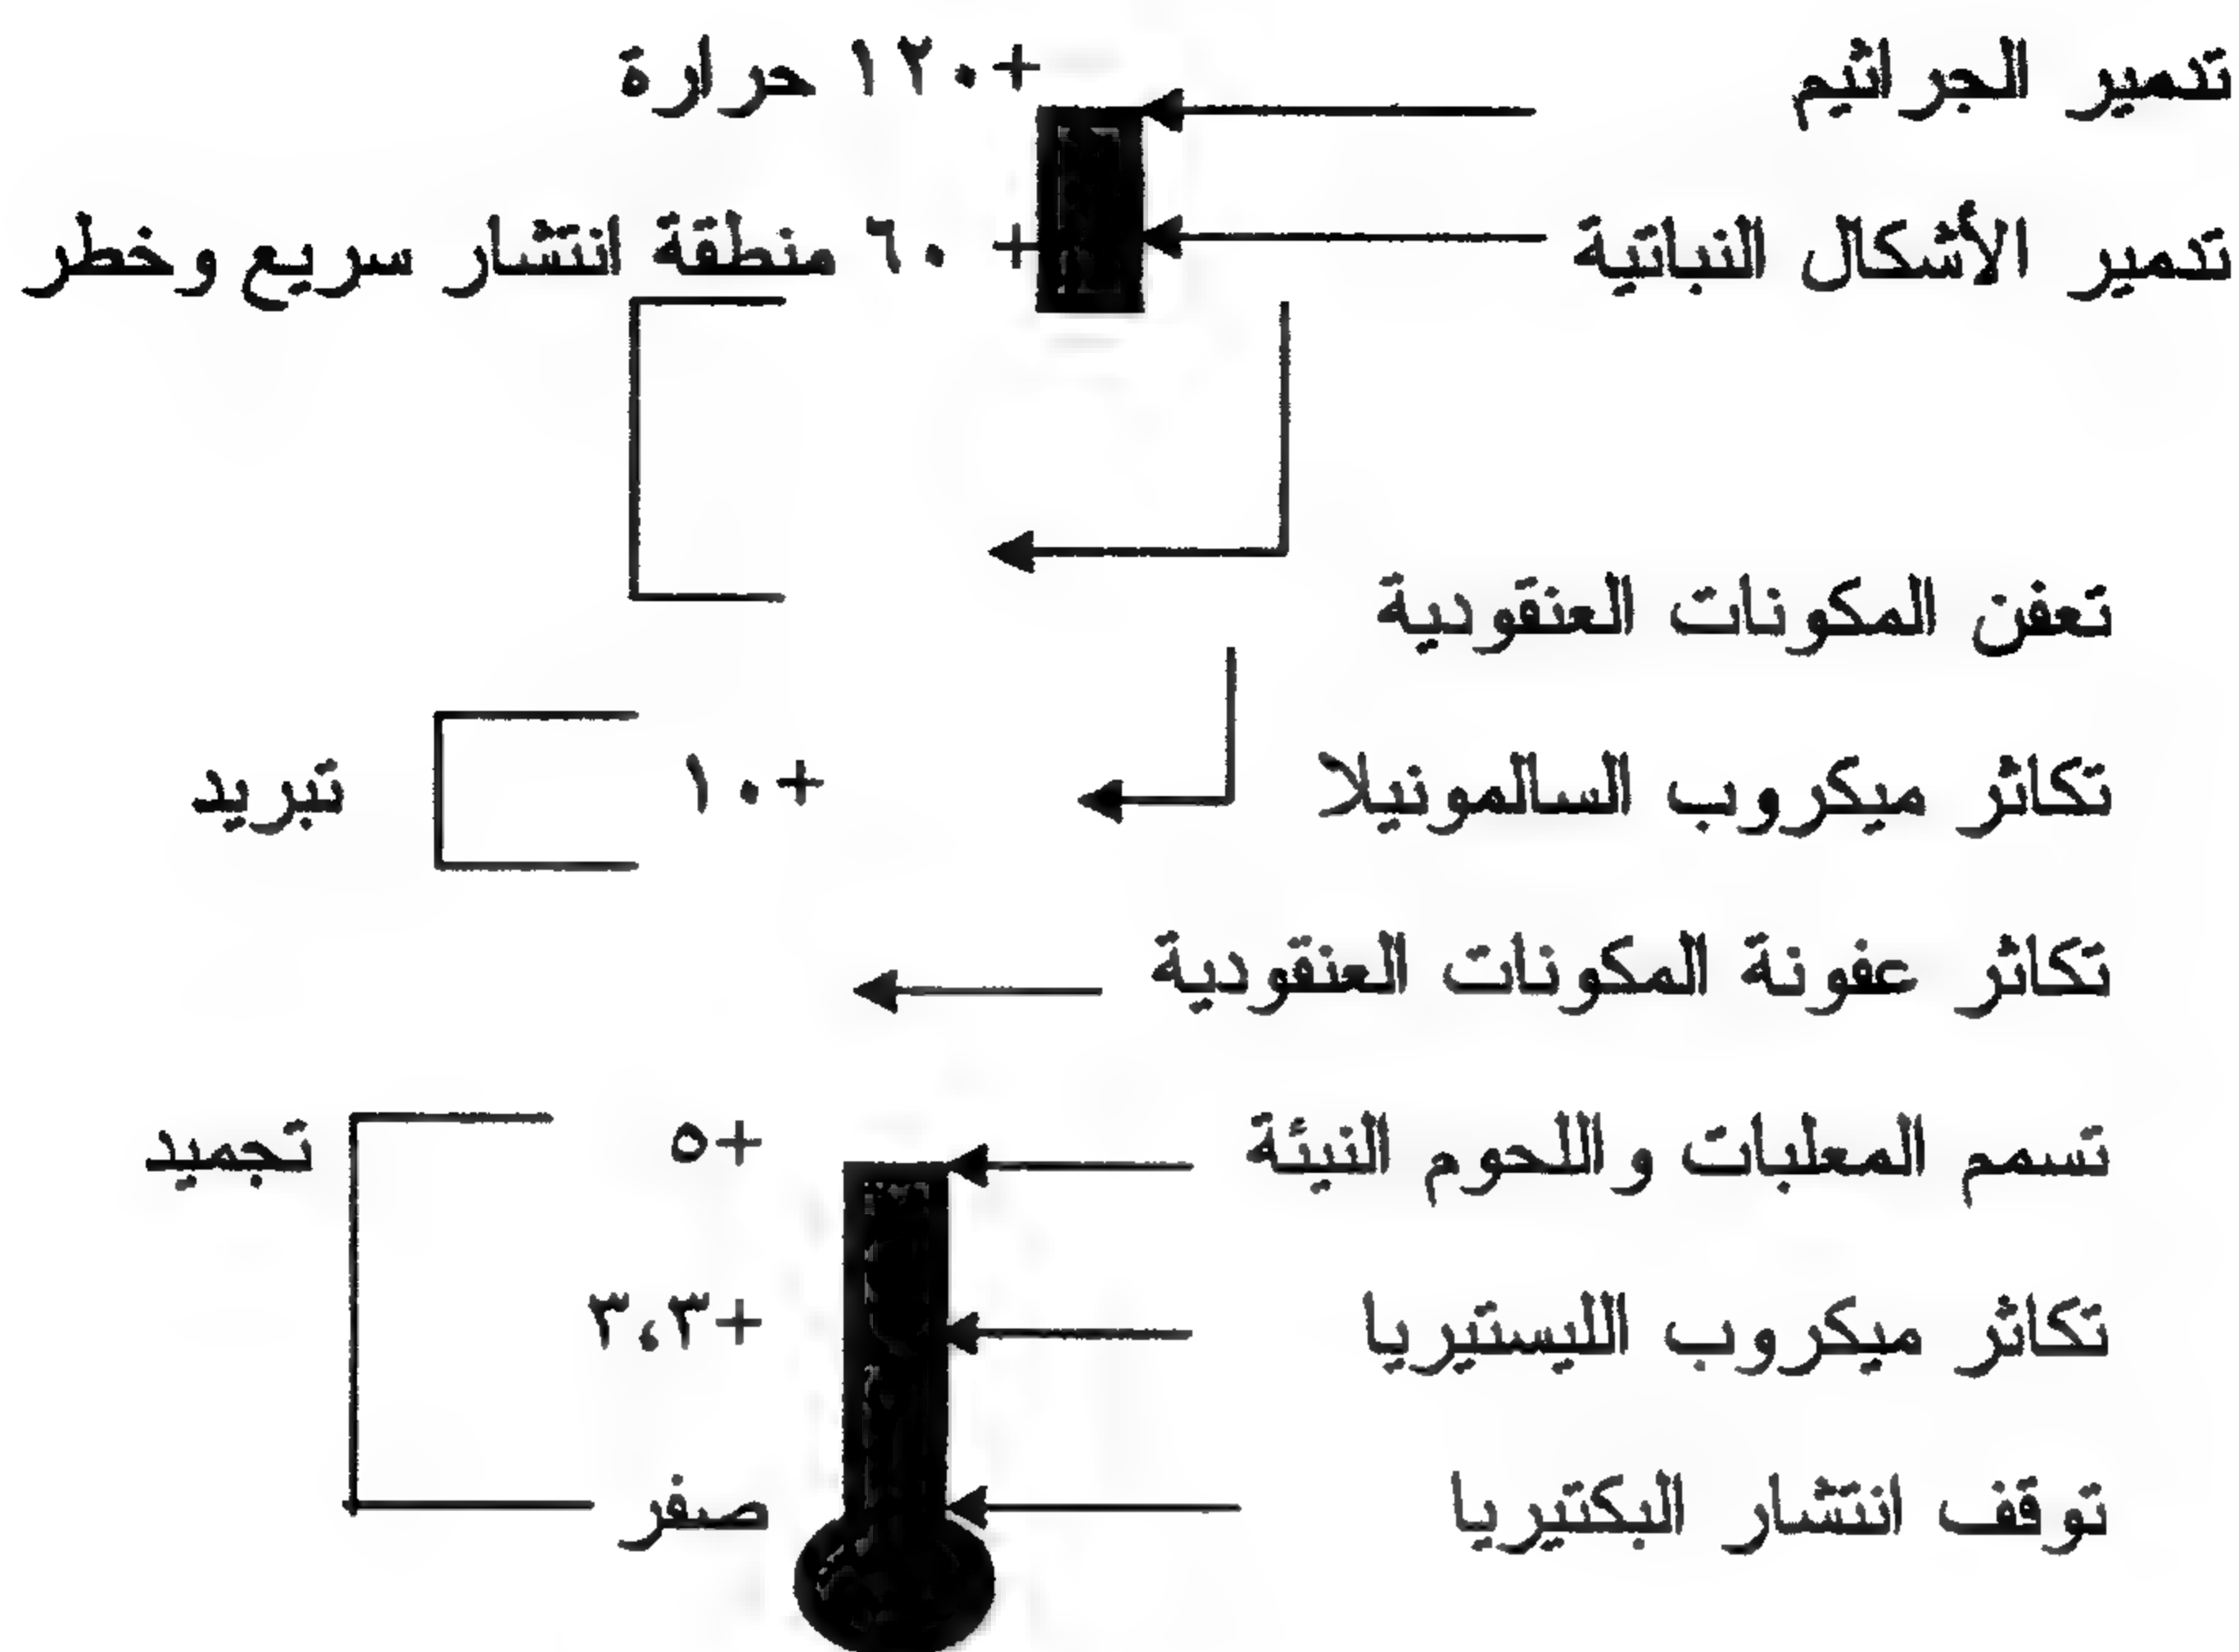 تدمير الجراثيم +١٢٠ حرارة
تدمير الأشكال النباتية + ٦٠ منطقة انتشار سريع وخطر
تعفن المكونات العنقودية
تكاثر ميكروب السالمونيلا +١٠ تبريد
تكاثر عفونة المكونات العنقودية
تسمم المعلبات واللحوم النيئة +٥ تجميد
تكاثر ميكروب الليستيريا +٣،٣
توقف انتشار البكتيريا صفر